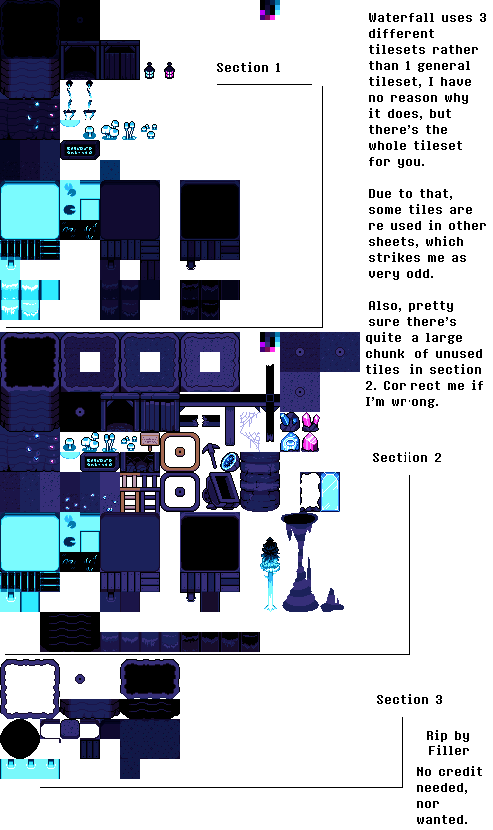 Waterfall uses 3
different
tilesets rather
than 1 general
tileset, I have
no reason why
it does, but
there's the
whole tileset
for you.
Due to that,
some tiles are
re used in other
sheets, which
strikes me as
very odd.
Also, pretty
sure there's
quite a large
chunk of unused
tiles in section
2. Correct me if
I'm wrong.
Section 1
Section 2
Section 3
Rip by
Filler
No credit
needed,
nor
wanted.